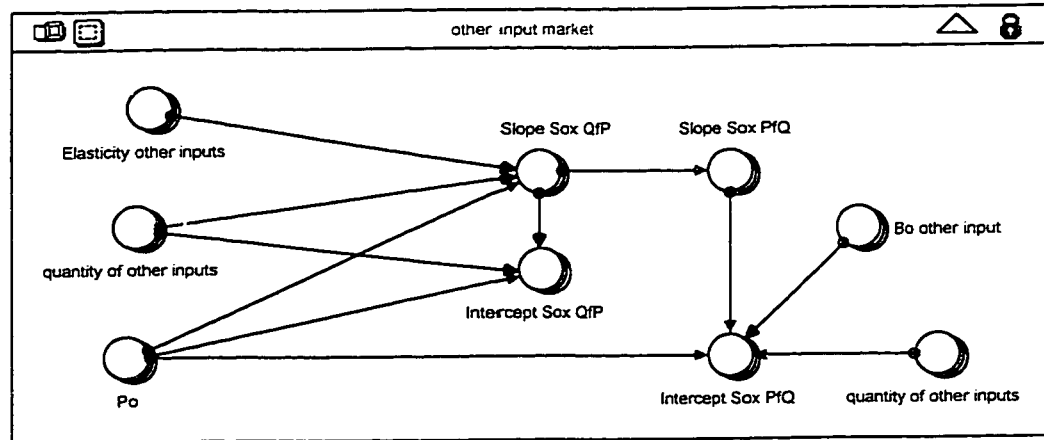 other input market
Elasticity other inputs
Slope Sox QfP
Slope Sox PfQ
quantity of other inputs
Bo other input
Intercept Sox QfP
Po
Intercept Sox PfQ
quantity of other inputs